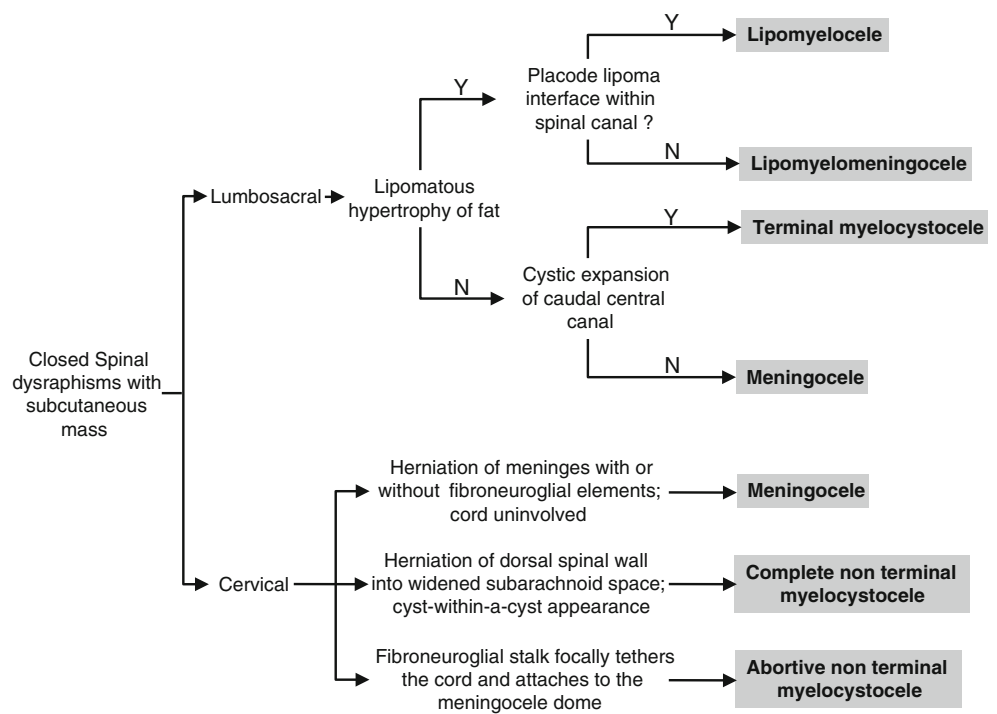 Closed Spinal
dysraphisms with
subcutaneous
mass
Lumbosacral
Lipomatous
hypertrophy of fat
Y
Placode lipoma
interface within
spinal canal ?
Y
Lipomyelocele
N
Lipomyelomeningocele
N
Cystic expansion
of caudal central
canal
Y
Terminal myelocystocele
N
Meningocele
Cervical
Herniation of meninges with or
without fibroneuroglial elements;
cord uninvolved
Meningocele
Herniation of dorsal spinal wall
into widened subarachnoid space;
cyst-within-a-cyst appearance
Complete non terminal
myelocystocele
Fibroneuroglial stalk focally tethers
the cord and attaches to the
meningocele dome
Abortive non terminal
myelocystocele